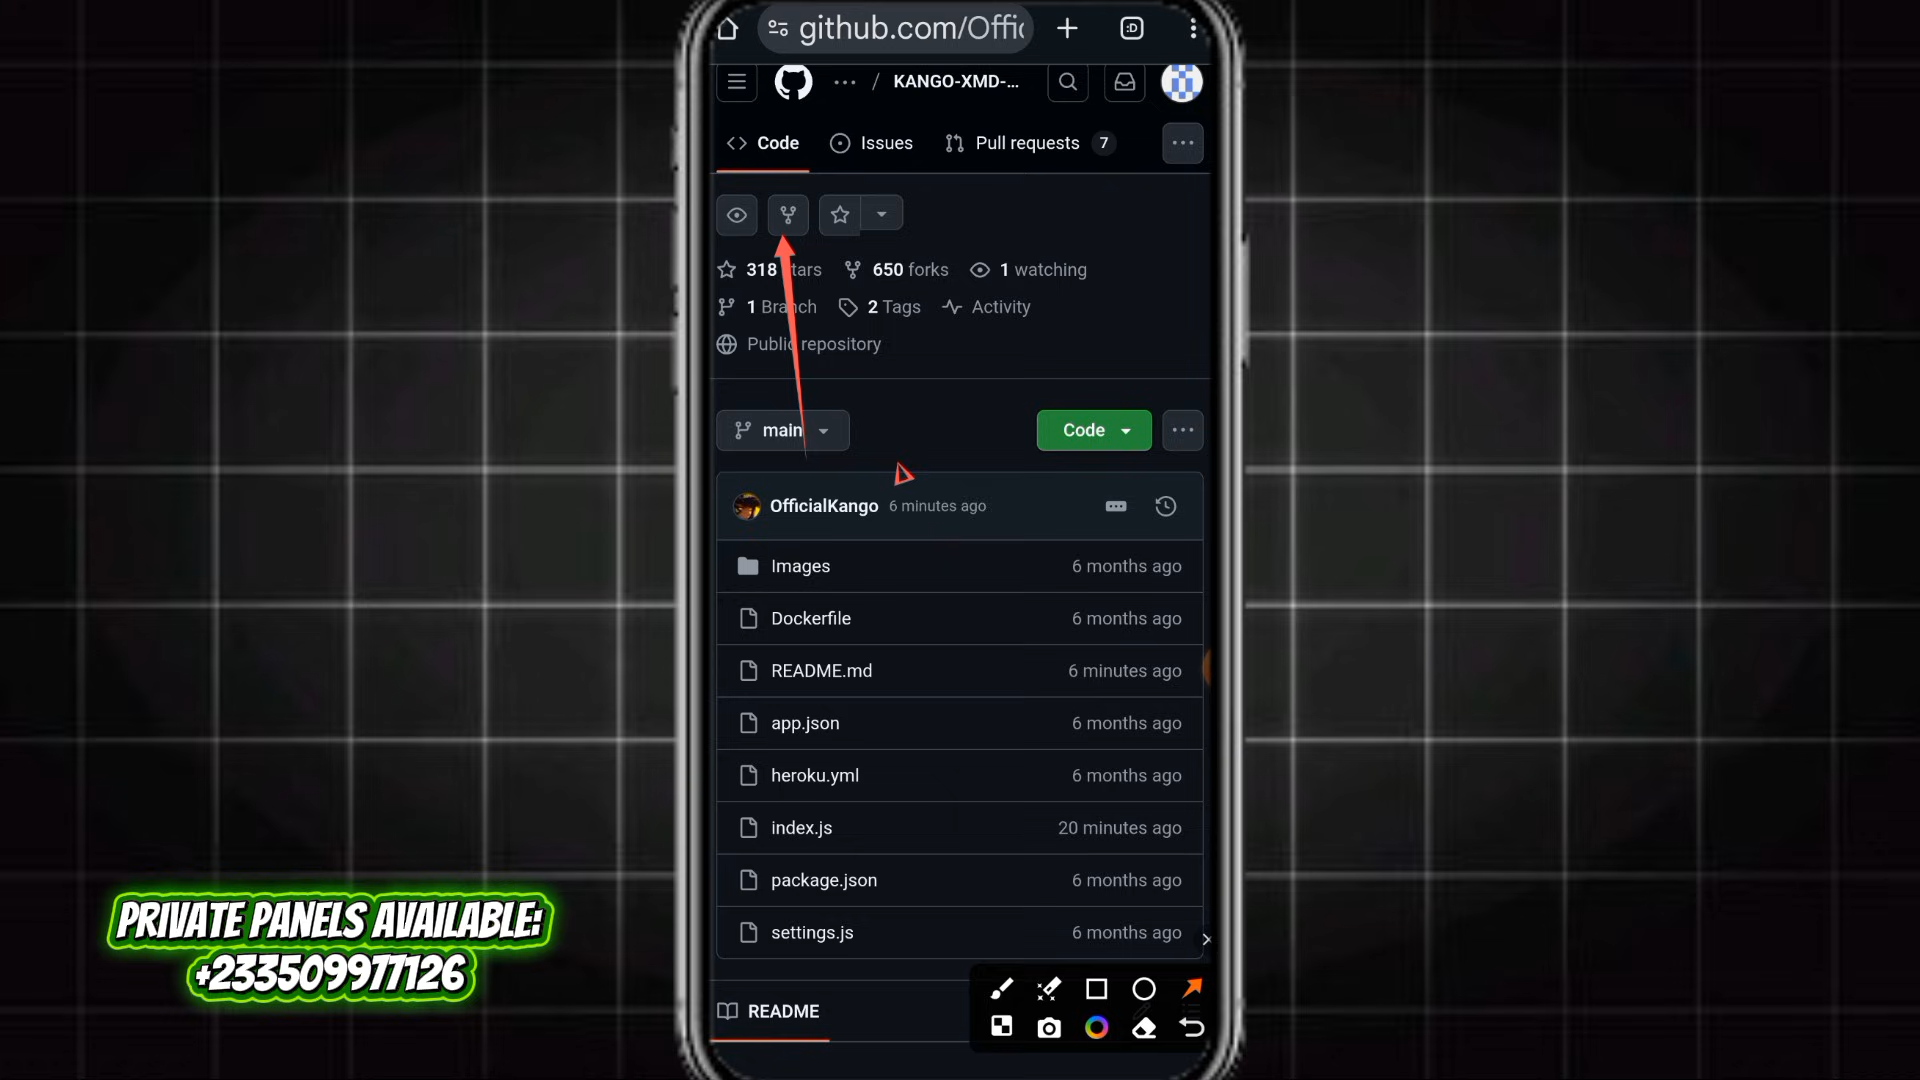 github.com/Offic
KANGO-XMD-...
Code
Issues
Pull requests 7
318 stars
650 forks
1 watching
1 Branch
2 Tags
Activity
Public repository
main
Code
OfficialKango 6 minutes ago
Images 6 months ago
Dockerfile 6 months ago
README.md 6 minutes ago
app.json 6 months ago
heroku.yml 6 months ago
index.js 20 minutes ago
package.json 6 months ago
settings.js 6 months ago
README
PRIVATE PANELS AVAILABLE:
+233509977126